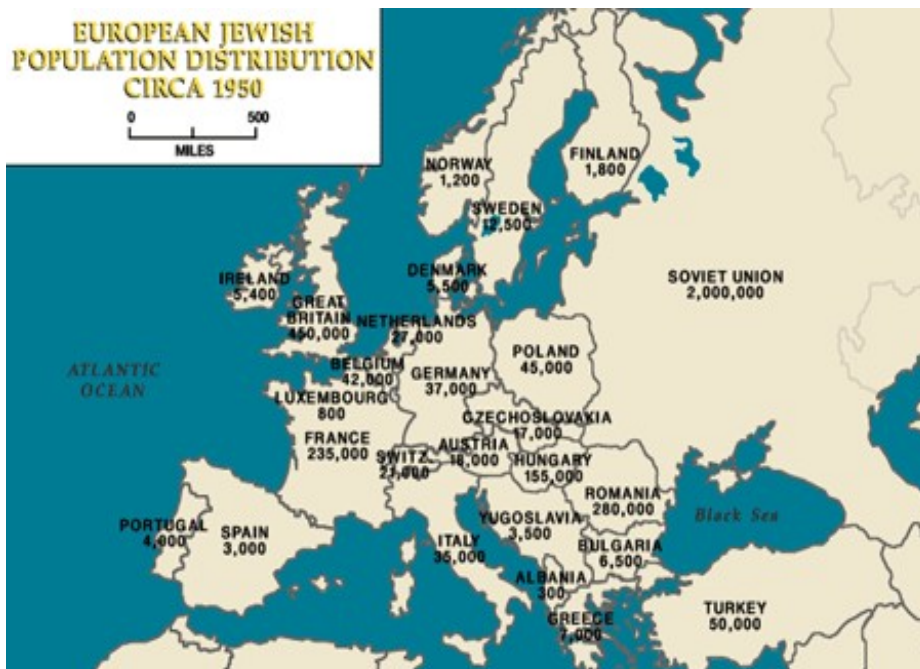 EUROPEAN JEWISH
POPULATION DISTRIBUTION
CIRCA 1950
0 500
MILES
NORWAY
1,200
FINLAND
1,800
SWEDEN
12,500
IRELAND
5,400
DENMARK
5,500
SOVIET UNION
2,000,000
GREAT
BRITAIN
450,000
NETHERLANDS
27,000
POLAND
45,000
ATLANTIC
OCEAN
BELGIUM
42,000
GERMANY
37,000
LUXEMBOURG
800
CZECHOSLOVAKIA
17,000
FRANCE
235,000
SWITZ.
21,000
AUSTRIA
18,000
HUNGARY
155,000
ROMANIA
280,000
Black Sea
PORTUGAL
4,000
SPAIN
3,000
ITALY
35,000
YUGOSLAVIA
3,500
BULGARIA
6,500
ALBANIA
300
GREECE
7,000
TURKEY
50,000